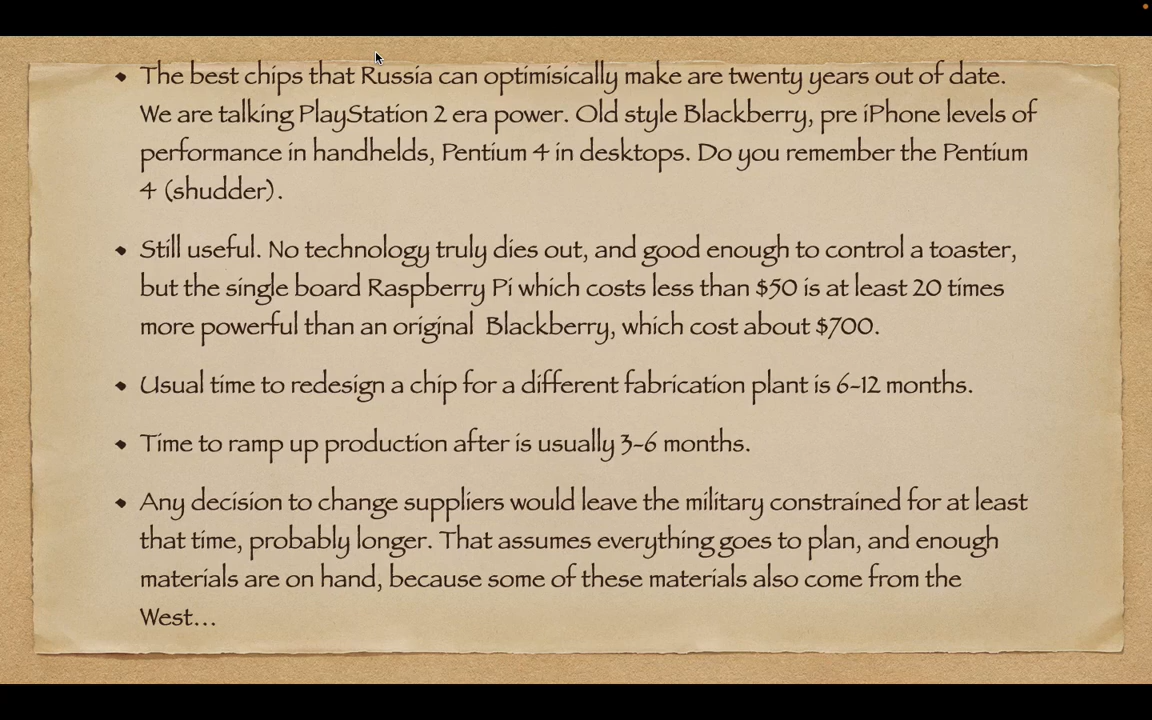 • The best chips that Russia can optimisically make are twenty years out of date.
We are talking PlayStation 2 era power. Old style Blackberry, pre iPhone levels of
performance in handhelds, Pentium 4 in desktops. Do you remember the Pentium
4 (shudder).
• Still useful. No technology truly dies out, and good enough to control a toaster,
but the single board Raspberry Pi which costs less than $50 is at least 20 times
more powerful than an original Blackberry, which cost about $700.
• Usual time to redesign a chip for a different fabrication plant is 6-12 months.
• Time to ramp up production after is usually 3-6 months.
• Any decision to change suppliers would leave the military constrained for at least
that time, probably longer. That assumes everything goes to plan, and enough
materials are on hand, because some of these materials also come from the
West...